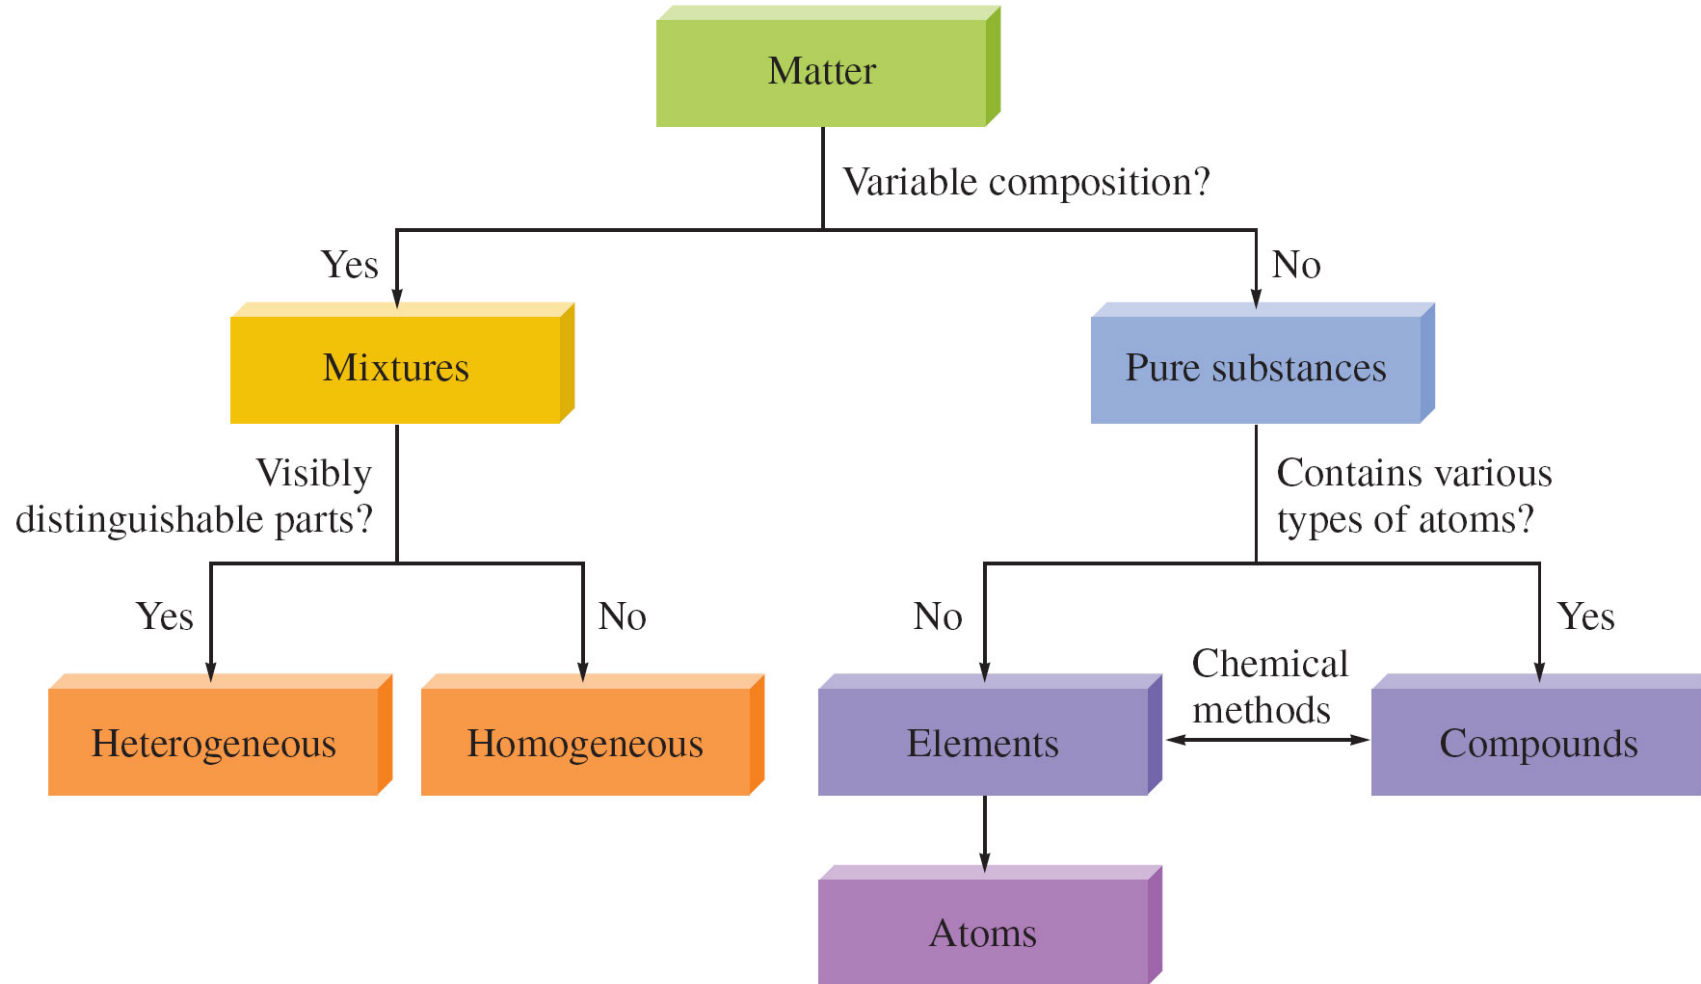 Matter
Variable composition?
Yes
No
Mixtures
Pure substances
Visibly
distinguishable parts?
Contains various
types of atoms?
Yes
No
No
Yes
Chemical
methods
Heterogeneous
Homogeneous
Elements
Compounds
Atoms